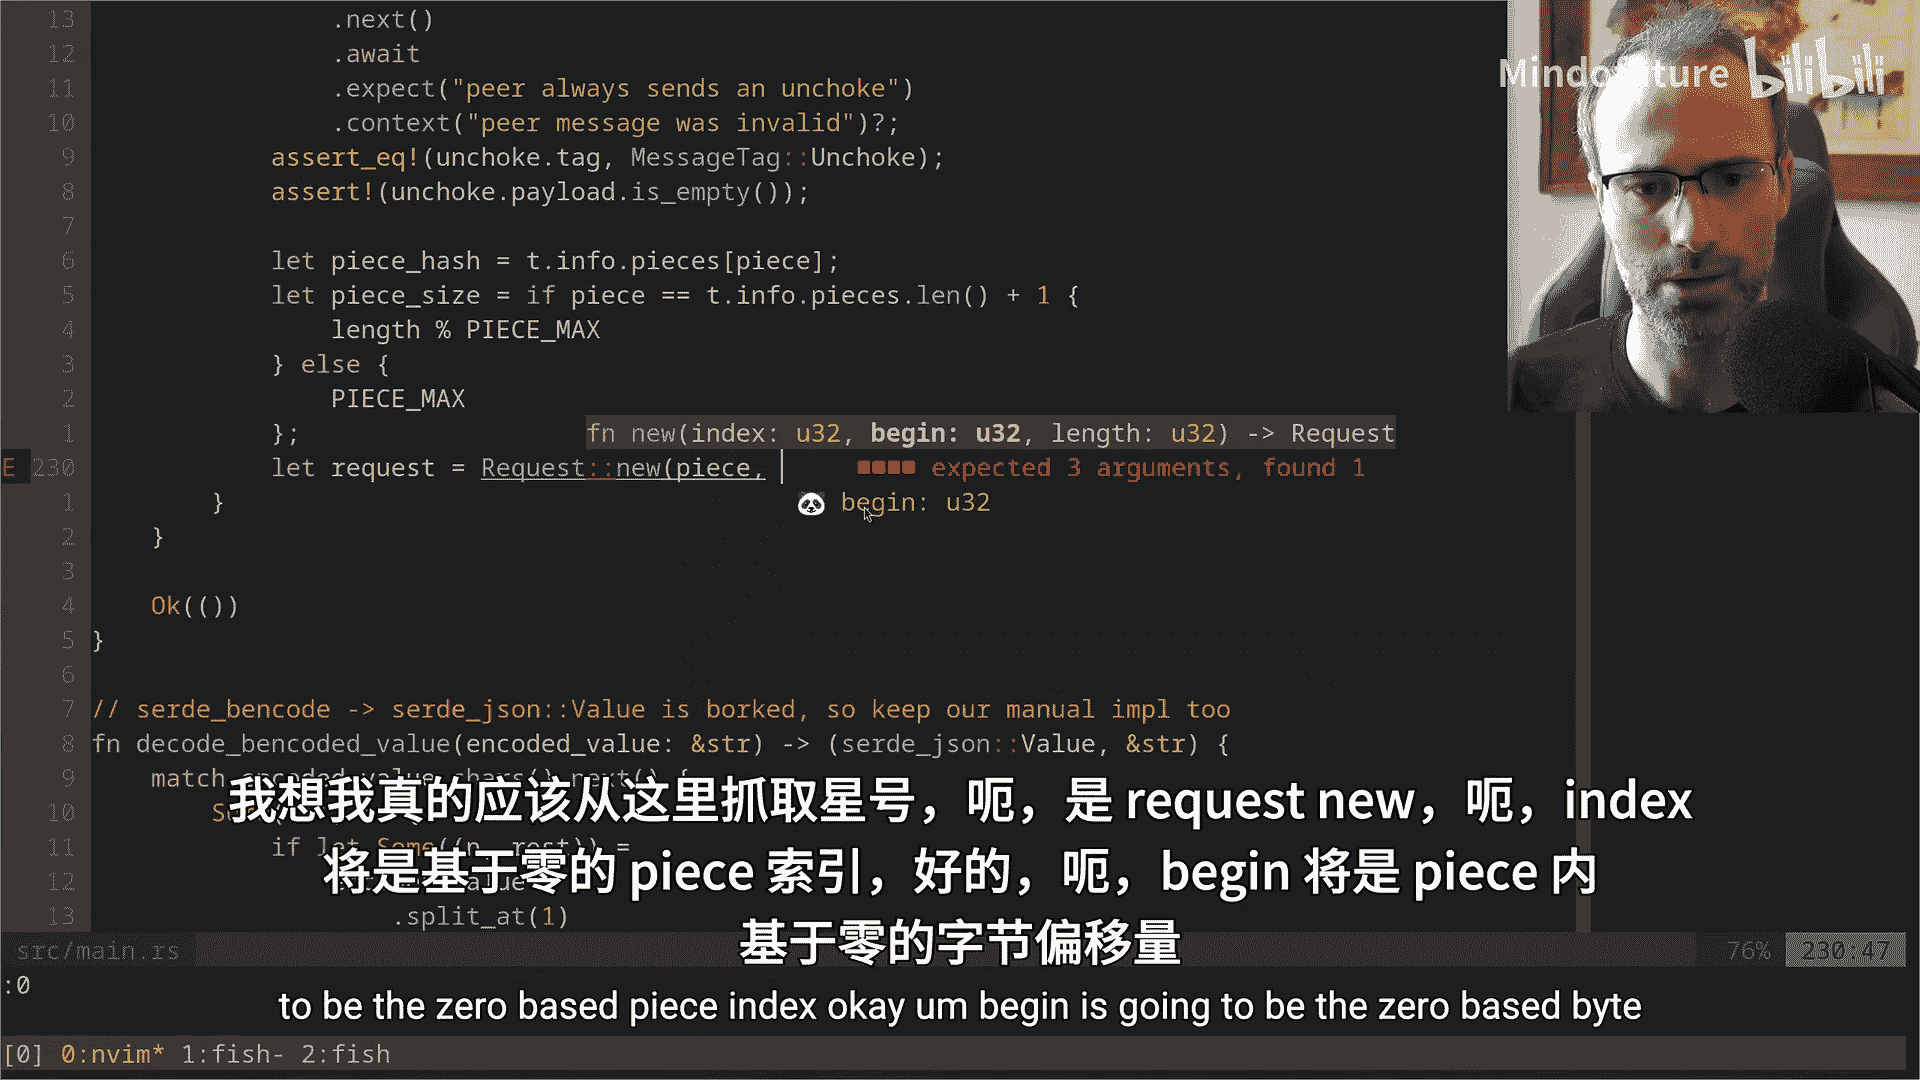 13 .next()
12 .await
11 .expect("peer always sends an unchoke")
10 .context("peer message was invalid")?;
9 assert_eq!(unchoke.tag, MessageTag::Unchoke);
8 assert!(unchoke.payload.is_empty());
7
6 let piece_hash = t.info.pieces[piece];
5 let piece_size = if piece == t.info.pieces.len() + 1 {
4 length % PIECE_MAX
3 } else {
2 PIECE_MAX
1 };
fn new(index: u32, begin: u32, length: u32) -> Request
E 230 let request = Request::new(piece, ■■■■ expected 3 arguments, found 1
1 }
🐼 begin: u32
2 }
3
4 Ok(())
5 }
6
7 // serde_bencode -> serde_json::Value is borked, so keep our manual impl too
8 fn decode_bencoded_value(encoded_value: &str) -> (serde_json::Value, &str) {
9 match encoded_value.chars().next() {
10
11 if let Some((n, rest)) =
12
13 .split_at(1)
我想我真的应该从这里抓取星号，呃，是 request new，呃，index
将是基于零的 piece 索引，好的，呃，begin 将是 piece 内
基于零的字节偏移量
src/main.rs 76% 230:47
:0
to be the zero based piece index okay um begin is going to be the zero based byte
[0] 0:nvim* 1:fish- 2:fish
bilibili